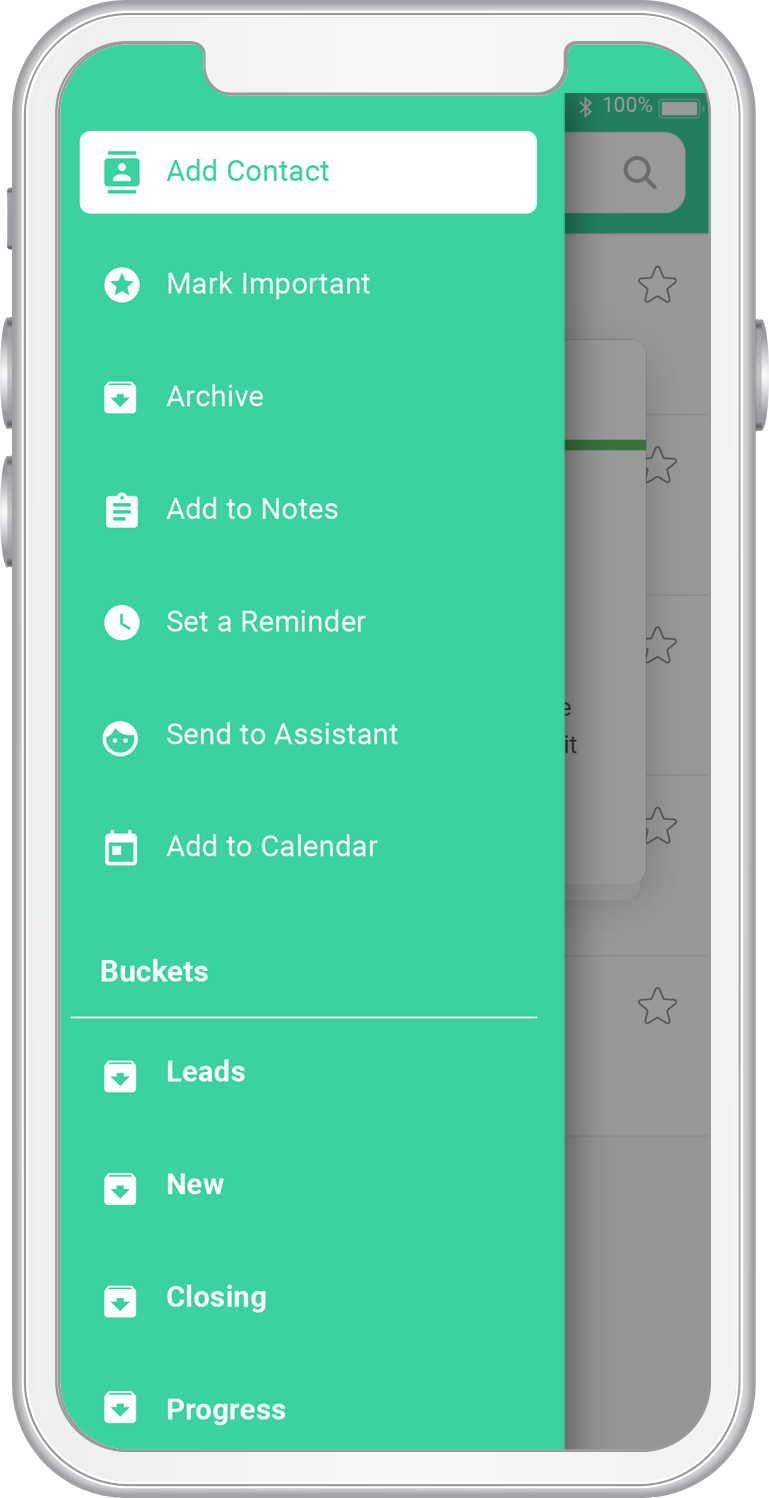 100%
Add Contact
Mark Important
Archive
Add to Notes
Set a Reminder
e
Send to Assistant
it
Add to Calendar
Buckets
Leads
New
Closing
Progress